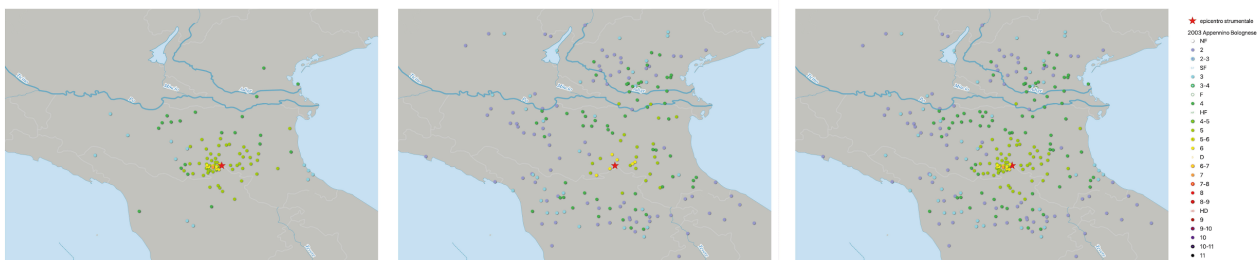 epicentro strumentale
2003 Appennino Bolognese
NF
2
2-3
SF
3
3-4
F
4
HF
4-5
5
5-6
6
D
6-7
7
7-8
8
8-9
HD
9
9-10
10
10-11
11